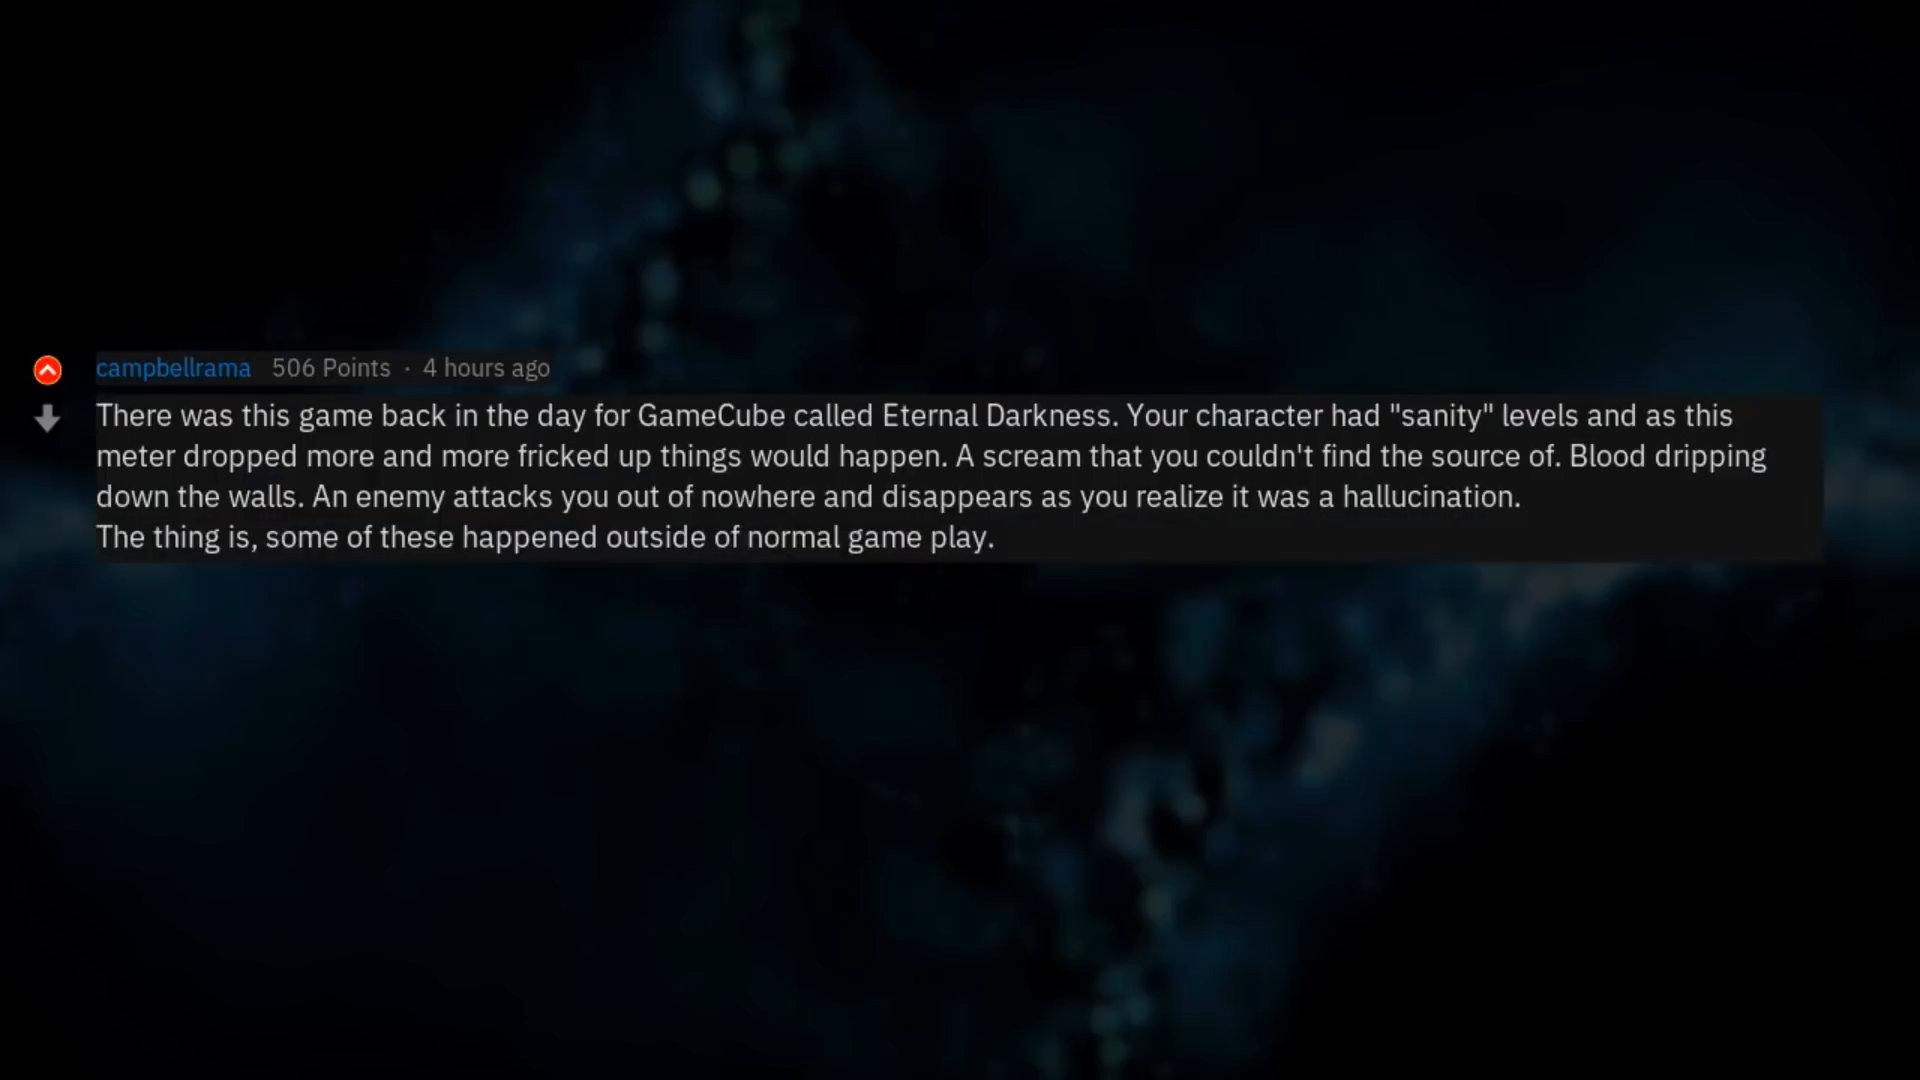 campbellrama 506 Points · 4 hours ago
There was this game back in the day for GameCube called Eternal Darkness. Your character had "sanity" levels and as this
meter dropped more and more fricked up things would happen. A scream that you couldn't find the source of. Blood dripping
down the walls. An enemy attacks you out of nowhere and disappears as you realize it was a hallucination.
The thing is, some of these happened outside of normal game play.